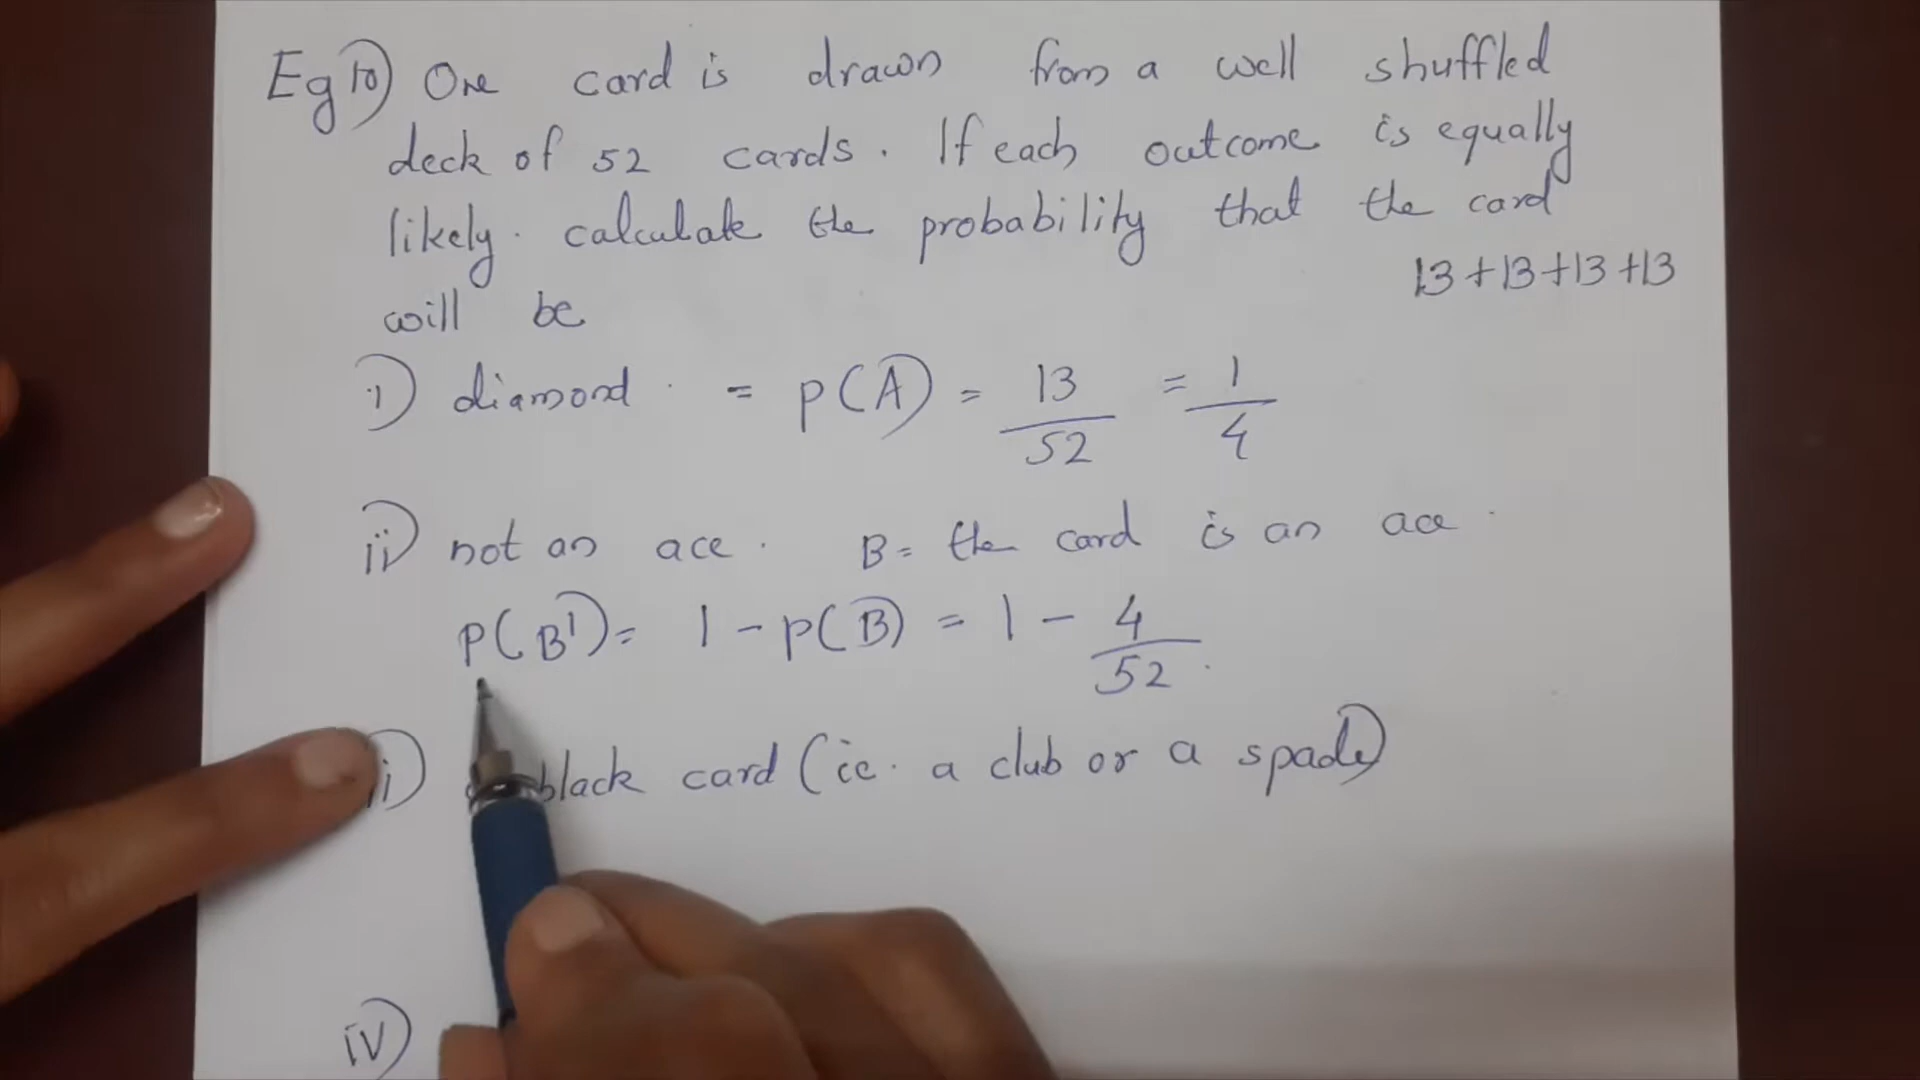 Eg 10) One card is drawn from a well shuffled
deck of 52 cards. If each outcome is equally
likely. calculate the probability that the card
will be
13+13+13+13
i) diamond. = P(A) = 13/52 = 1/4
ii) not an ace. B = the card is an ace.
P(B') = 1 - P(B) = 1 - 4/52.
black card (ie. a club or a spade)
iv)